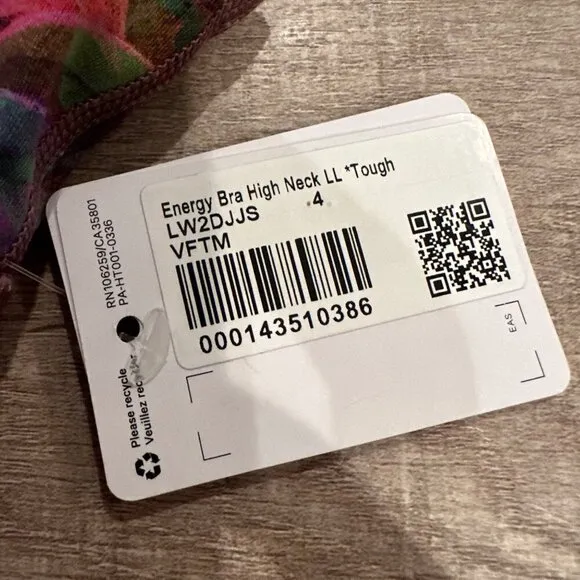 Energy Bra High Neck LL *Tough
LW2DJJS .4.
VFTM
000143510386
RN106259/CA35801
PA-HT001-0336
Please recycle
Veuillez
EAS